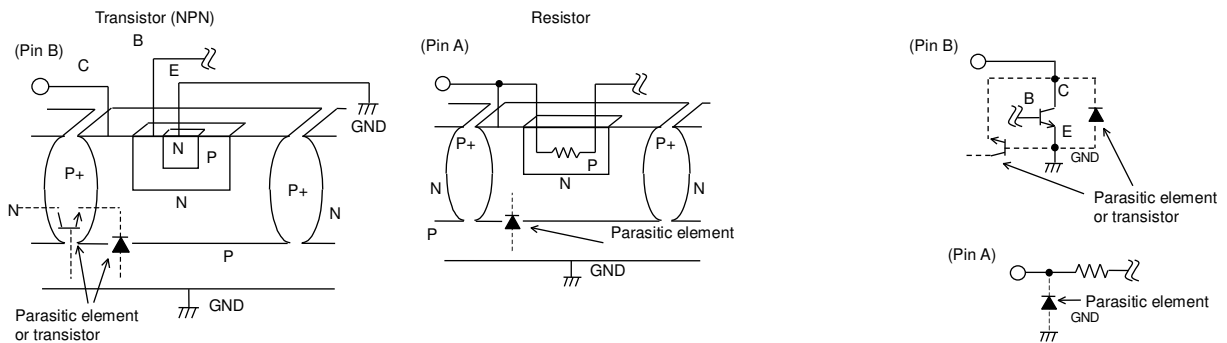 Transistor (NPN)
(Pin B)
C
B
E
GND
N
P
N
P+
P+
N
N
P
GND
Parasitic element
or transistor
Resistor
(Pin A)
P+
P+
P
N
N
N
P
Parasitic element
GND
(Pin B)
C
B
E
GND
Parasitic element
or transistor
(Pin A)
Parasitic element
GND